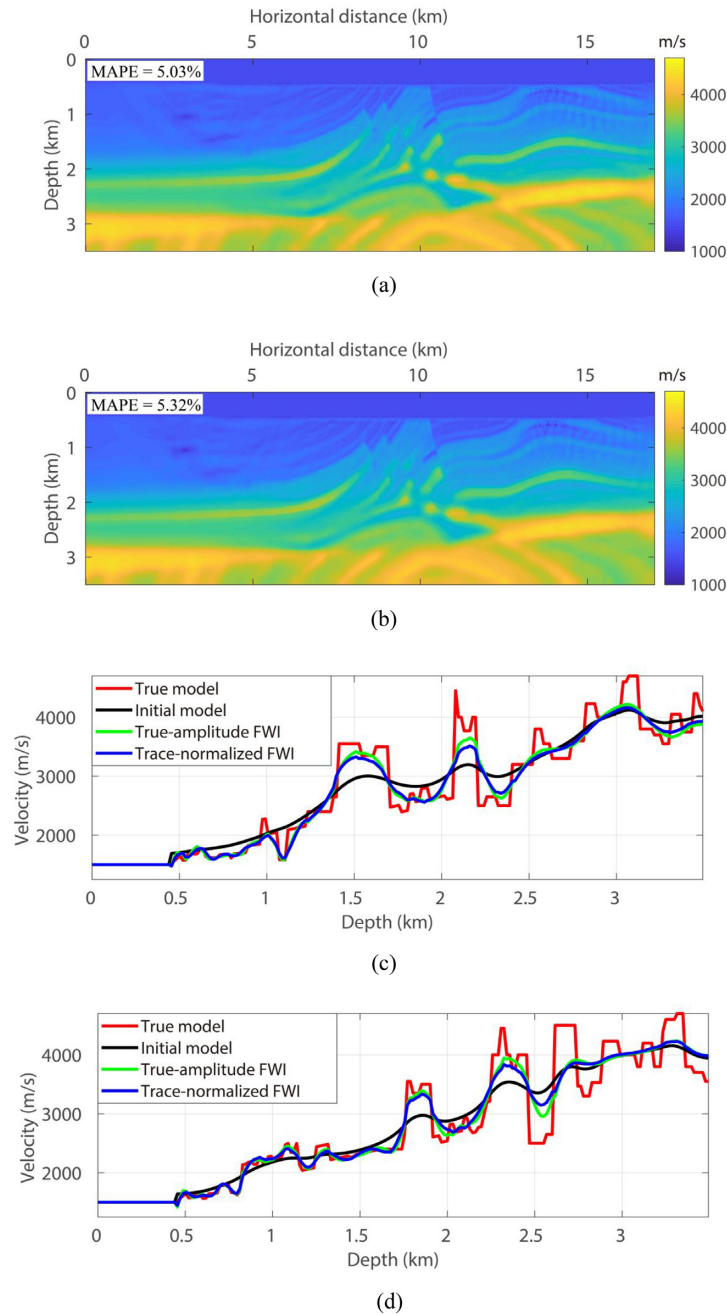 Horizontal distance (km)
0 5 10 15 m/s
0
MAPE = 5.03%
4000
1
3000
2
2000
3
1000
Depth (km)
(a)
Horizontal distance (km)
0 5 10 15 m/s
0
MAPE = 5.32%
4000
1
3000
2
2000
3
1000
Depth (km)
(b)
True model
Initial model
True-amplitude FWI
Trace-normalized FWI
4000
3000
2000
Velocity (m/s)
0 0.5 1 1.5 2 2.5 3
Depth (km)
(c)
True model
Initial model
True-amplitude FWI
Trace-normalized FWI
4000
3000
2000
Velocity (m/s)
0 0.5 1 1.5 2 2.5 3
Depth (km)
(d)